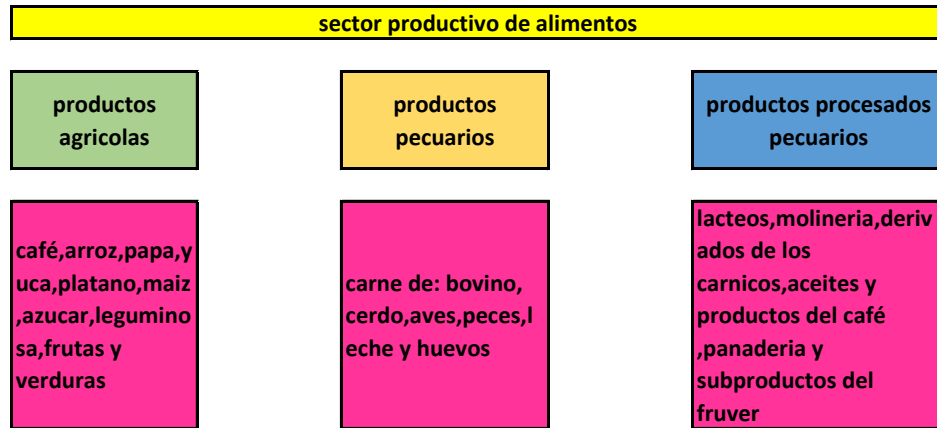 sector productivo de alimentos
productos
agricolas
productos
pecuarios
productos procesados
pecuarios
café,arroz,papa,y
uca,platano,maiz
,azucar,legumino
sa,frutas y
verduras
carne de: bovino,
cerdo,aves,peces,l
eche y huevos
lacteos,molineria,deriv
ados de los
carnicos,aceites y
productos del café
,panaderia y
subproductos del
fruver